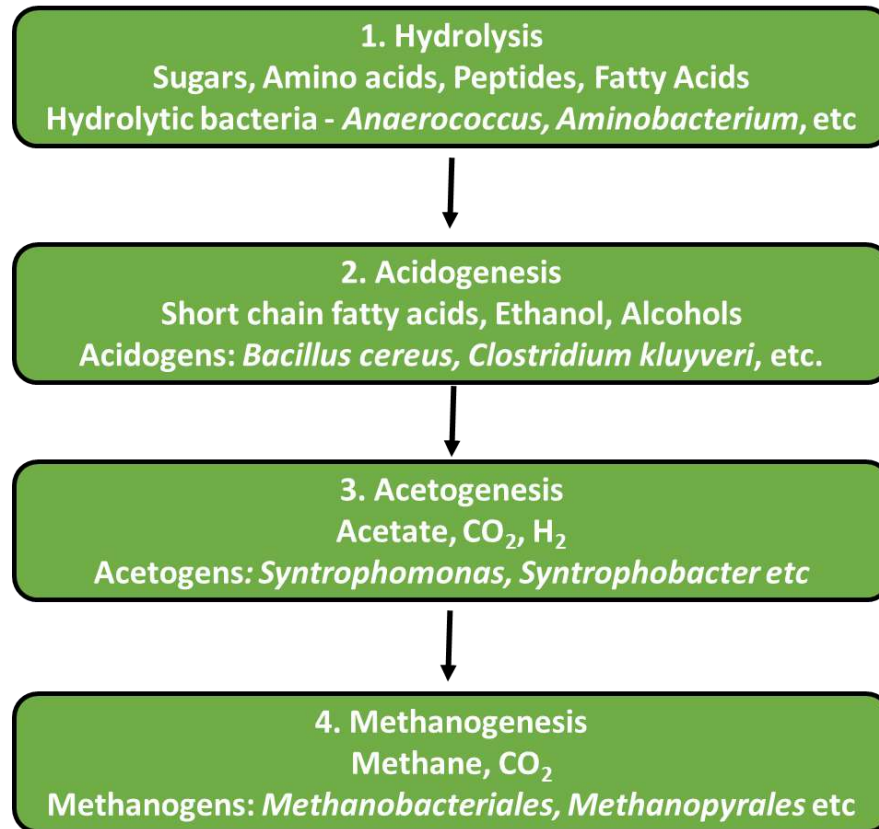 1. Hydrolysis
Sugars, Amino acids, Peptides, Fatty Acids
Hydrolytic bacteria - Anaerococcus, Aminobacterium, etc
2. Acidogenesis
Short chain fatty acids, Ethanol, Alcohols
Acidogens: Bacillus cereus, Clostridium kluyveri, etc.
3. Acetogenesis
Acetate, CO₂, H₂
Acetogens: Syntrophomonas, Syntrophobacter etc
4. Methanogenesis
Methane, CO₂
Methanogens: Methanobacteriales, Methanopyrales etc